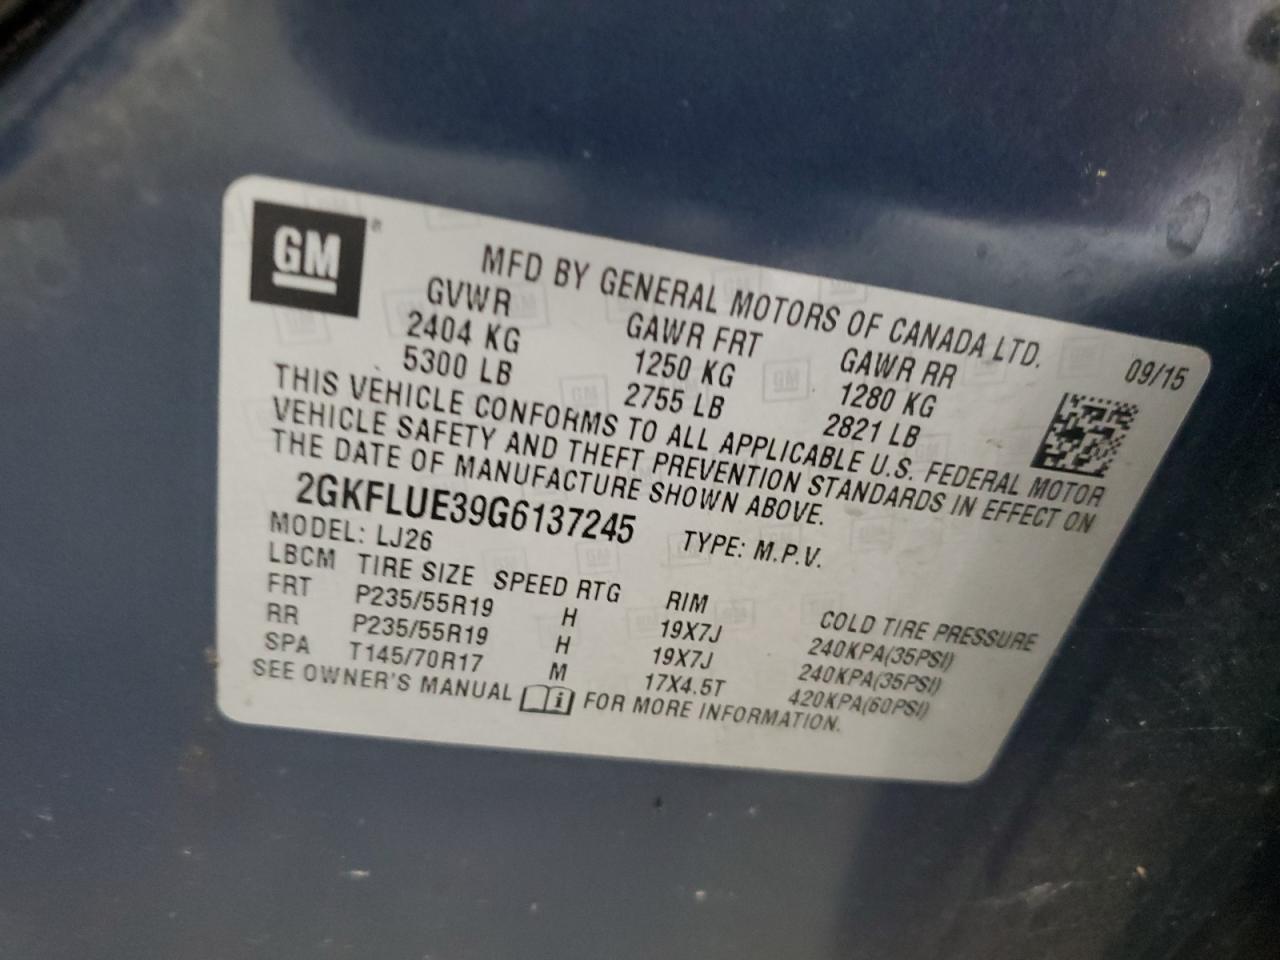 GM
®
MFD BY GENERAL MOTORS OF CANADA LTD.
09/15
GVWR GAWR FRT GAWR RR
2404 KG 1250 KG 1280 KG
5300 LB 2755 LB 2821 LB
THIS VEHICLE CONFORMS TO ALL APPLICABLE U.S. FEDERAL MOTOR
VEHICLE SAFETY AND THEFT PREVENTION STANDARDS IN EFFECT ON
THE DATE OF MANUFACTURE SHOWN ABOVE.
2GKFLUE39G6137245 TYPE: M.P.V.
MODEL: LJ26
LBCM TIRE SIZE SPEED RTG RIM COLD TIRE PRESSURE
FRT P235/55R19 H 19X7J 240KPA(35PSI)
RR P235/55R19 H 19X7J 240KPA(35PSI)
SPA T145/70R17 M 17X4.5T 420KPA(60PSI)
SEE OWNER'S MANUAL i FOR MORE INFORMATION.